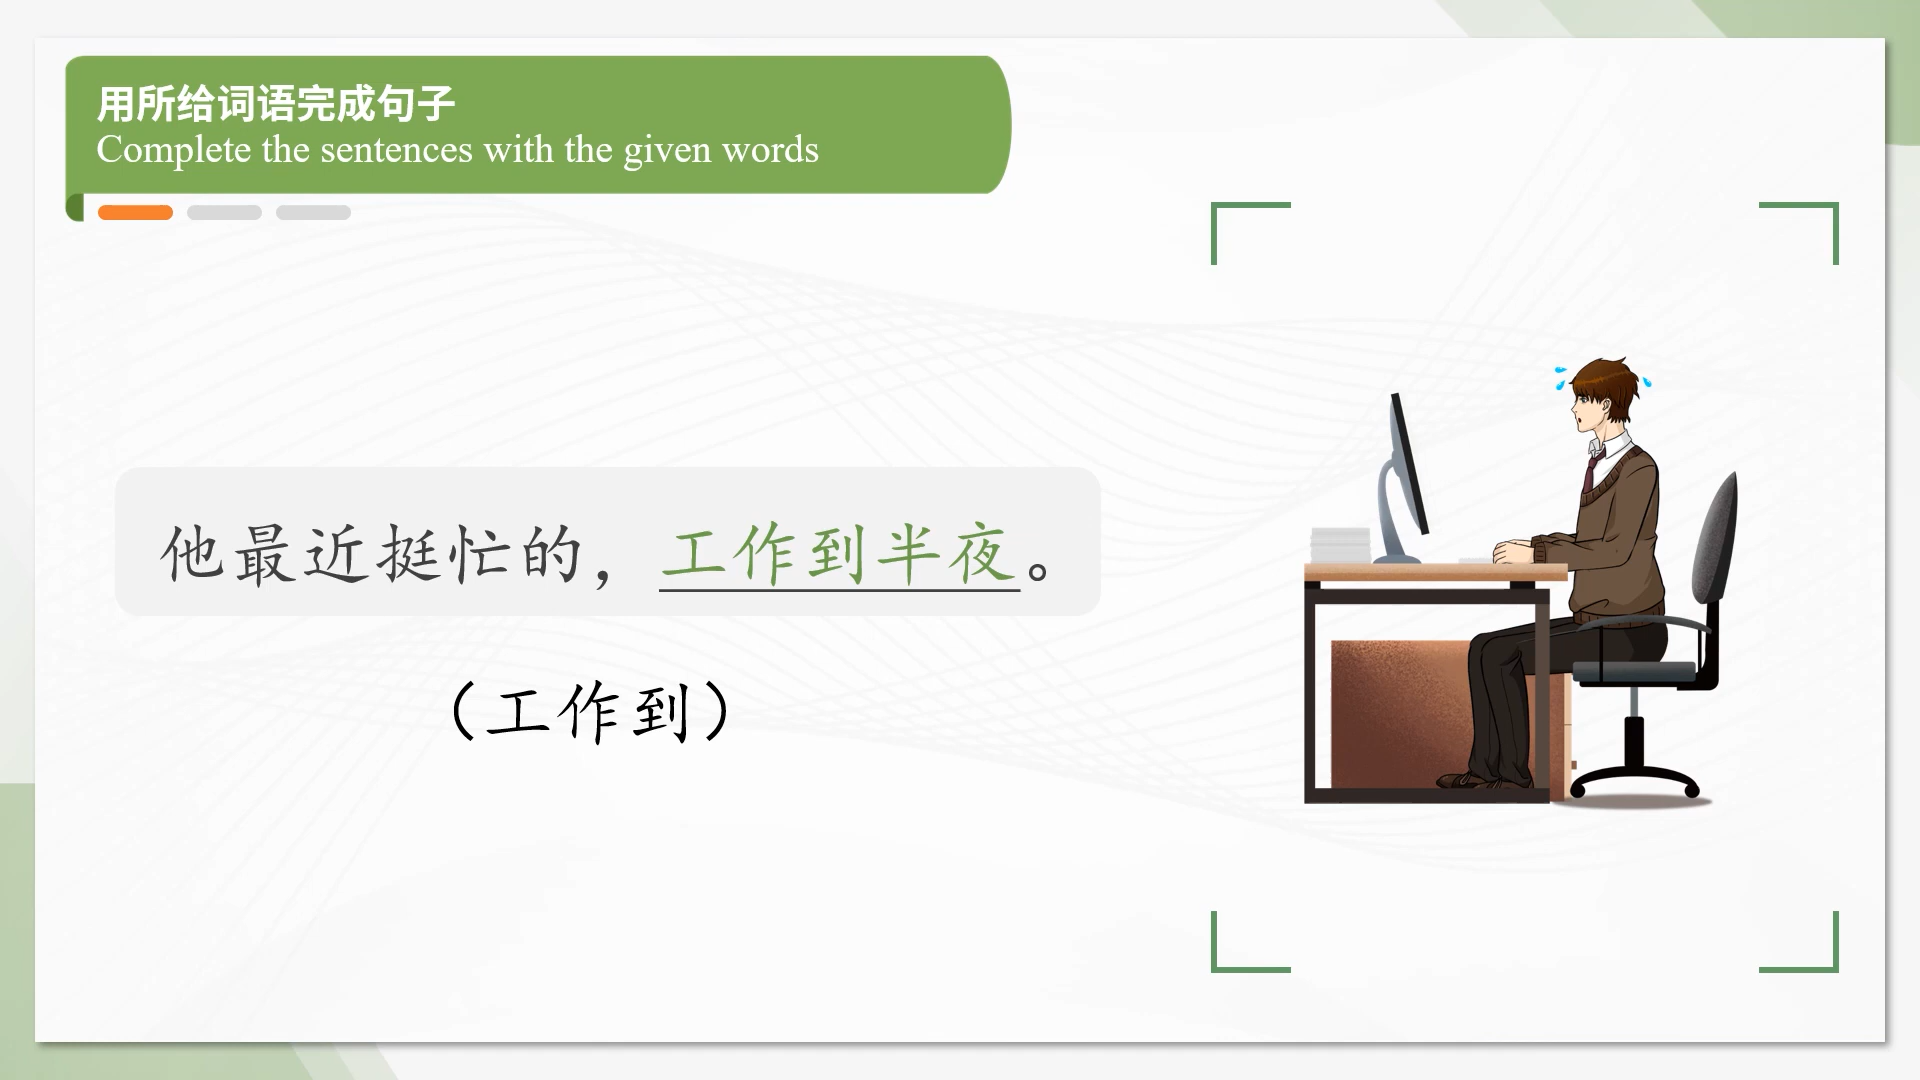 用所给词语完成句子
Complete the sentences with the given words
他最近挺忙的，工作到半夜。
（工作到）